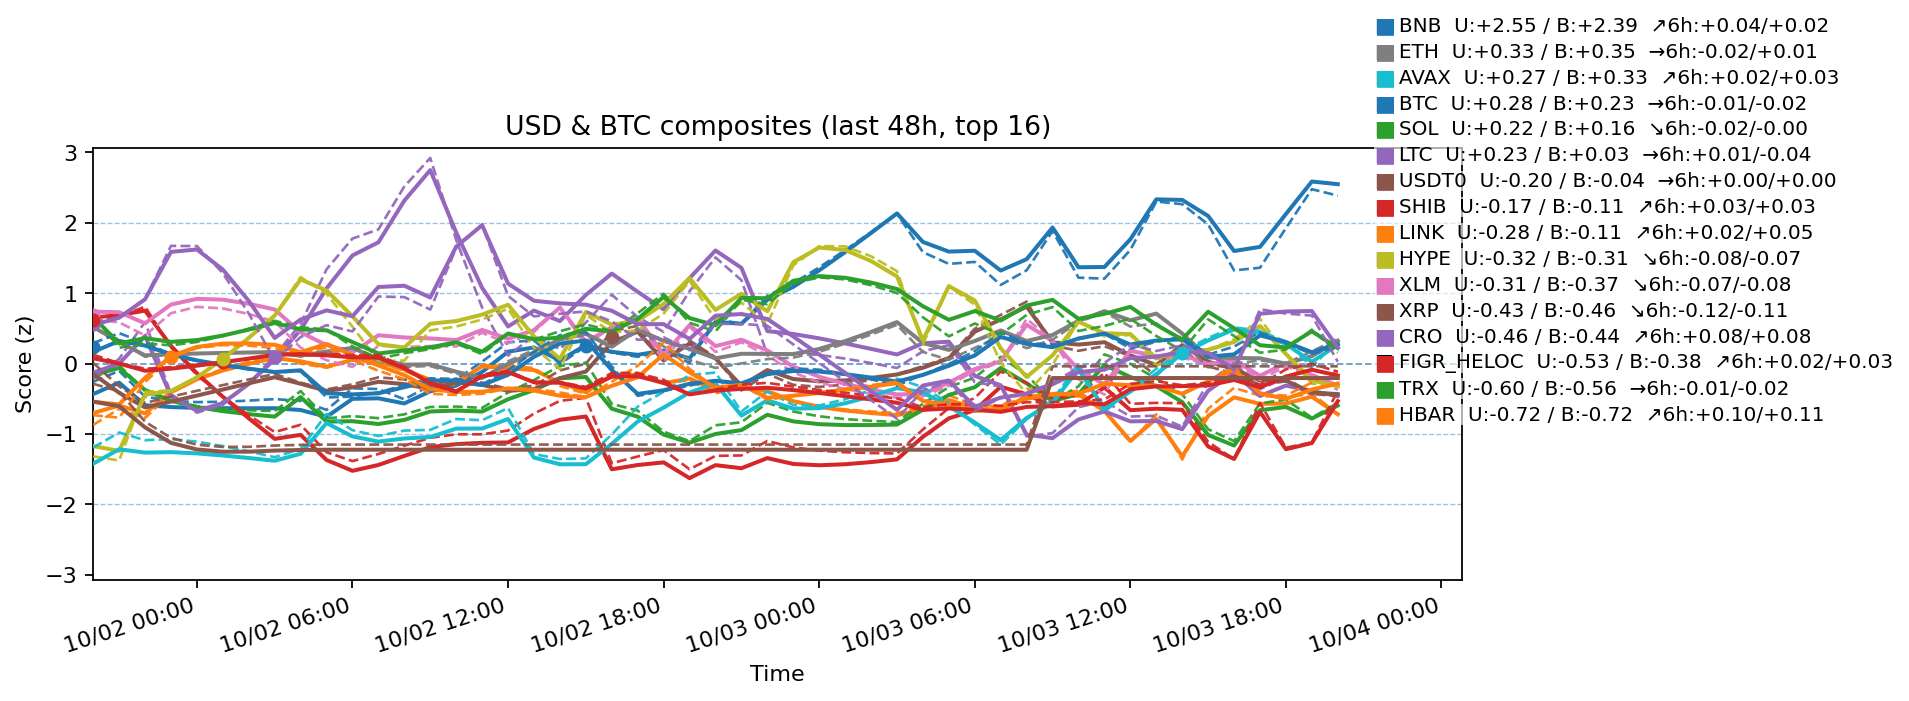 BNB  U:+2.55 / B:+2.39  ↗6h:+0.04/+0.02
ETH  U:+0.33 / B:+0.35  →6h:-0.02/+0.01
AVAX  U:+0.27 / B:+0.33  ↗6h:+0.02/+0.03
BTC  U:+0.28 / B:+0.23  →6h:-0.01/-0.02
SOL  U:+0.22 / B:+0.16  ↘6h:-0.02/-0.00
LTC  U:+0.23 / B:+0.03  →6h:+0.01/-0.04
USDT0  U:-0.20 / B:-0.04  →6h:+0.00/+0.00
SHIB  U:-0.17 / B:-0.11  ↗6h:+0.03/+0.03
LINK  U:-0.28 / B:-0.11  ↗6h:+0.02/+0.05
HYPE  U:-0.32 / B:-0.31  ↘6h:-0.08/-0.07
XLM  U:-0.31 / B:-0.37  ↘6h:-0.07/-0.08
XRP  U:-0.43 / B:-0.46  ↘6h:-0.12/-0.11
CRO  U:-0.46 / B:-0.44  ↗6h:+0.08/+0.08
FIGR_HELOC  U:-0.53 / B:-0.38  ↗6h:+0.02/+0.03
TRX  U:-0.60 / B:-0.56  →6h:-0.01/-0.02
HBAR  U:-0.72 / B:-0.72  ↗6h:+0.10/+0.11
USD & BTC composites (last 48h, top 16)
Score (z)
3
2
1
0
−1
−2
−3
10/02 00:00
10/02 06:00
10/02 12:00
10/02 18:00
10/03 00:00
10/03 06:00
10/03 12:00
10/03 18:00
10/04 00:00
Time